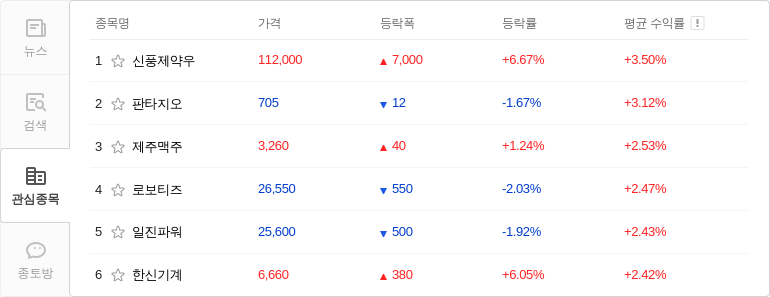 뉴스
검색
관심종목
종토방
종목명 가격 등락폭 등락률 평균 수익률 !
1 신풍제약우 112,000 ▲ 7,000 +6.67% +3.50%
2 판타지오 705 ▼ 12 -1.67% +3.12%
3 제주맥주 3,260 ▲ 40 +1.24% +2.53%
4 로보티즈 26,550 ▼ 550 -2.03% +2.47%
5 일진파워 25,600 ▼ 500 -1.92% +2.43%
6 한신기계 6,660 ▲ 380 +6.05% +2.42%